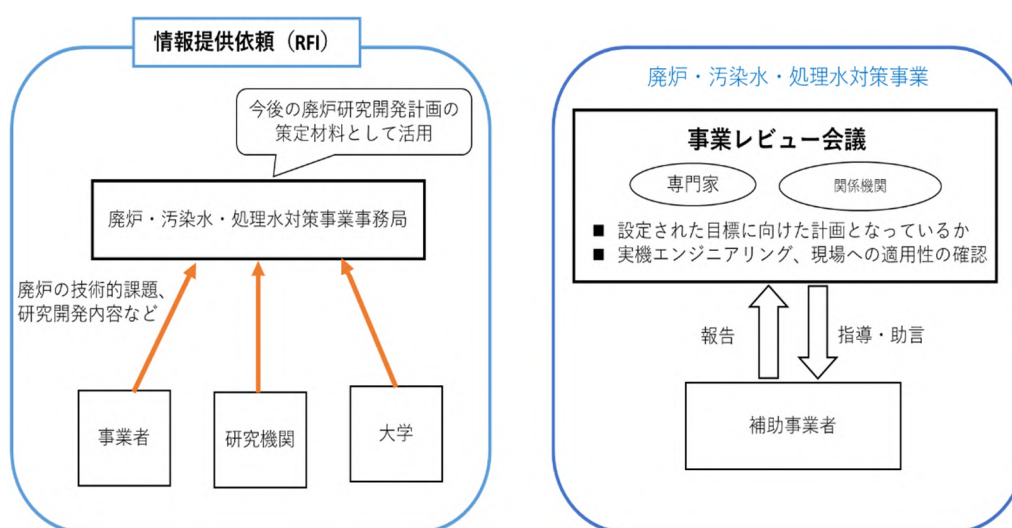 情報提供依頼（RFI）
今後の廃炉研究開発計画の
策定材料として活用
廃炉・汚染水・処理水対策事業事務局
廃炉の技術的課題、
研究開発内容など
事業者
研究機関
大学
廃炉・汚染水・処理水対策事業
事業レビュー会議
専門家
関係機関
■ 設定された目標に向けた計画となっているか
■ 実機エンジニアリング、現場への適用性の確認
報告
指導・助言
補助事業者